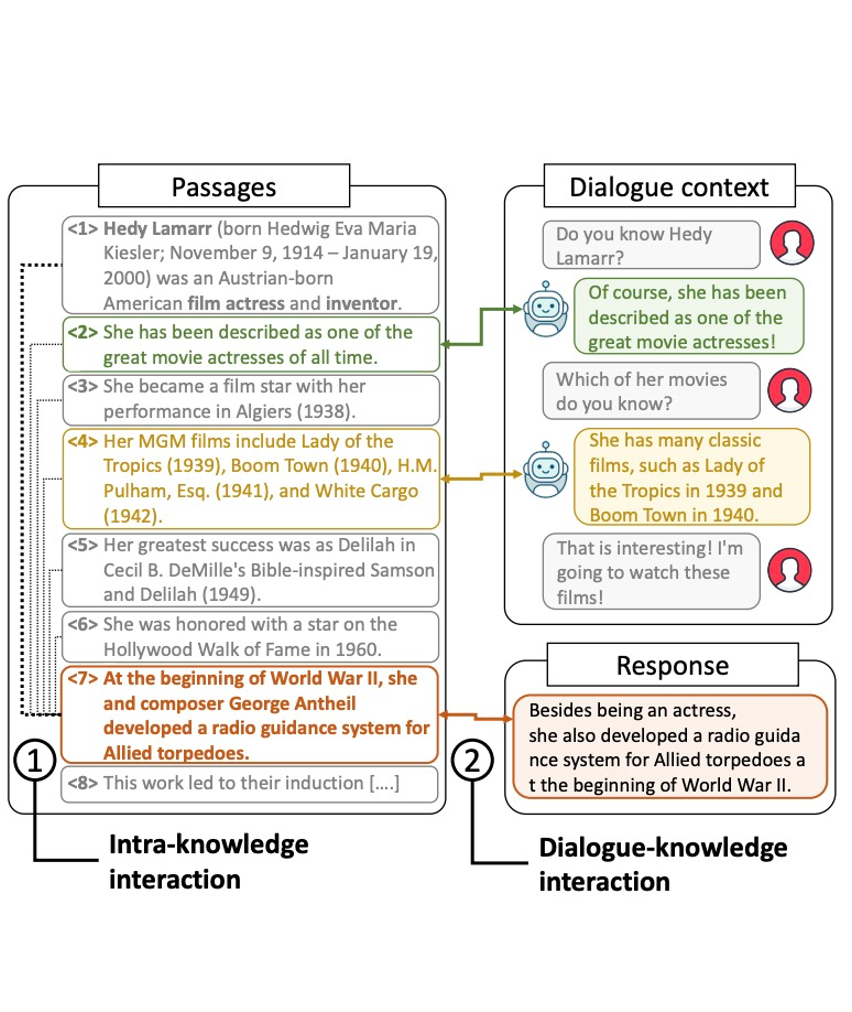 Passages
<1> Hedy Lamarr (born Hedwig Eva Maria
Kiesler; November 9, 1914 – January 19,
2000) was an Austrian-born
American film actress and inventor.
<2> She has been described as one of the
great movie actresses of all time.
<3> She became a film star with her
performance in Algiers (1938).
<4> Her MGM films include Lady of the
Tropics (1939), Boom Town (1940), H.M.
Pulham, Esq. (1941), and White Cargo
(1942).
<5> Her greatest success was as Delilah in
Cecil B. DeMille's Bible-inspired Samson
and Delilah (1949).
<6> She was honored with a star on the
Hollywood Walk of Fame in 1960.
<7> At the beginning of World War II, she
and composer George Antheil
developed a radio guidance system for
Allied torpedoes.
<8> This work led to their induction [....]
1
Intra-knowledge
interaction
Dialogue context
Do you know Hedy
Lamarr?
Of course, she has been
described as one of the
great movie actresses!
Which of her movies
do you know?
She has many classic
films, such as Lady of
the Tropics in 1939 and
Boom Town in 1940.
That is interesting! I'm
going to watch these
films!
Response
Besides being an actress,
she also developed a radio guida
nce system for Allied torpedoes a
t the beginning of World War II.
2
Dialogue-knowledge
interaction